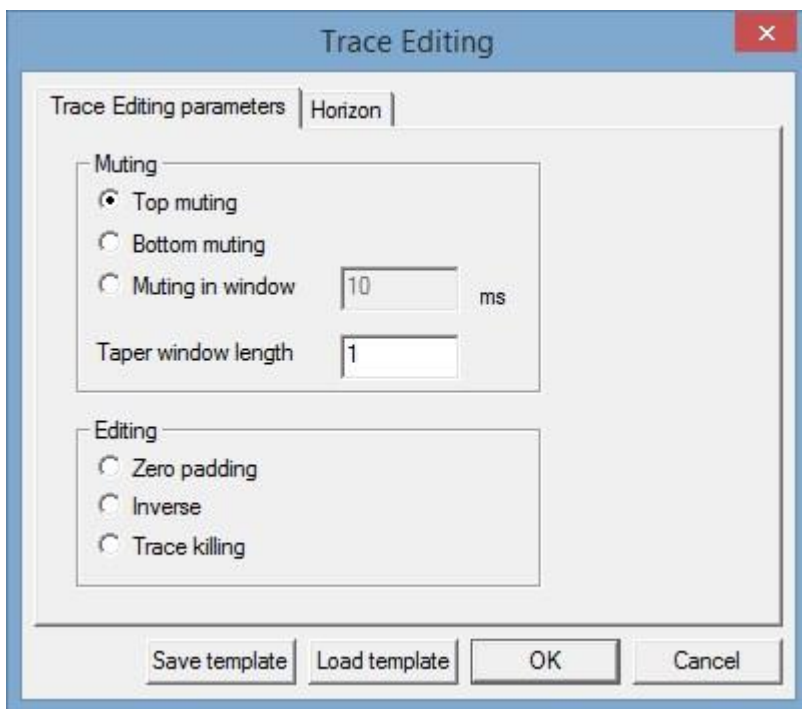 Trace Editing
Trace Editing parameters Horizon
Muting
Top muting
Bottom muting
Muting in window 10 ms
Taper window length 1
Editing
Zero padding
Inverse
Trace killing
Save template Load template OK Cancel